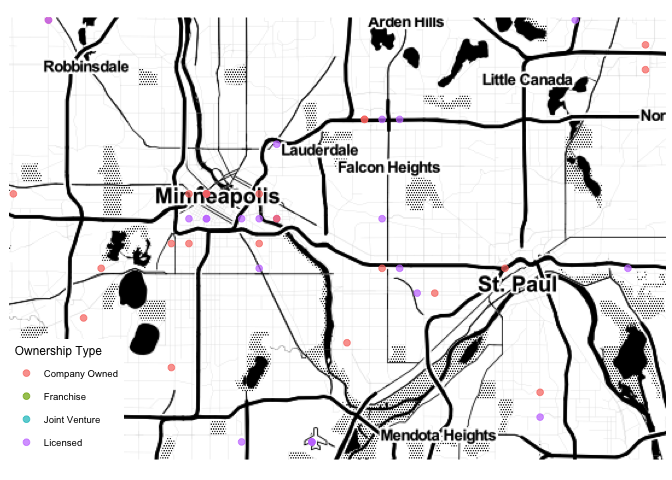 Arden Hills
Robbinsdale
Little Canada
Nor
Lauderdale
Falcon Heights
Minneapolis
St. Paul
Ownership Type
Company Owned
Franchise
Joint Venture
Licensed
Mendota Heights